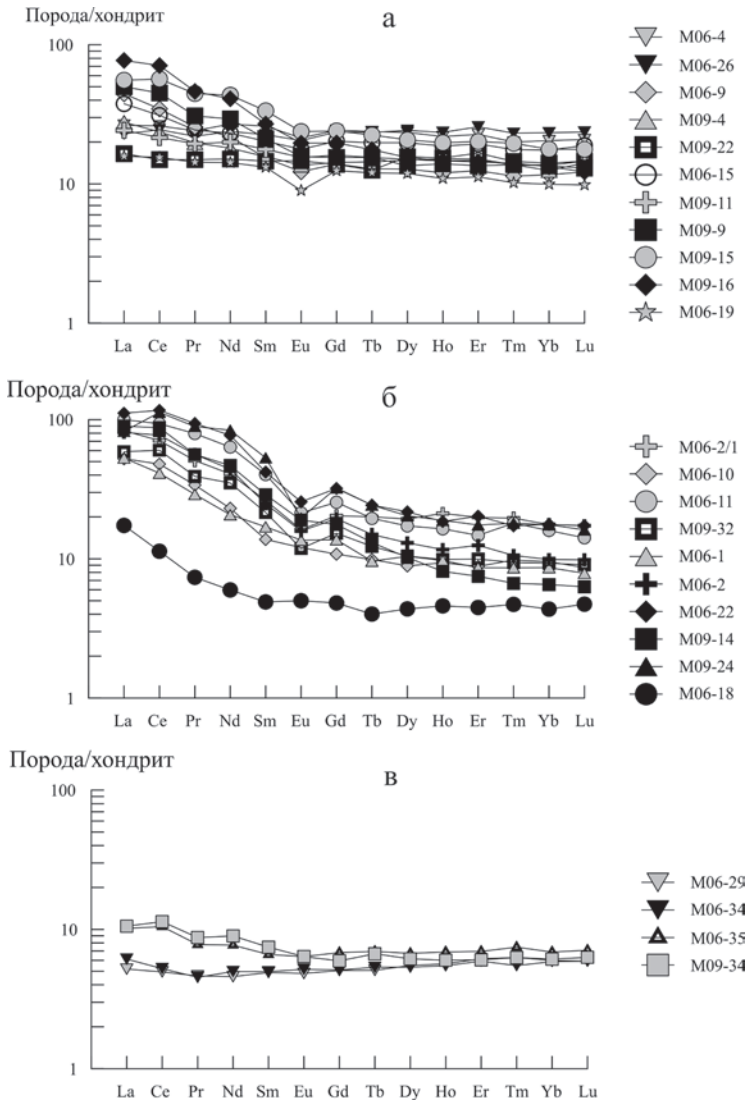 Порода/хондрит
а
100
10
1
La Ce Pr Nd Sm Eu Gd Tb Dy Ho Er Tm Yb Lu
M06-4
M06-26
M06-9
M09-4
M09-22
M06-15
M09-11
M09-9
M09-15
M09-16
M06-19
Порода/хондрит
б
100
10
1
La Ce Pr Nd Sm Eu Gd Tb Dy Ho Er Tm Yb Lu
M06-2/1
M06-10
M06-11
M09-32
M06-1
M06-2
M06-22
M09-14
M09-24
M06-18
Порода/хондрит
в
100
10
1
La Ce Pr Nd Sm Eu Gd Tb Dy Ho Er Tm Yb Lu
M06-29
M06-34
M06-35
M09-34